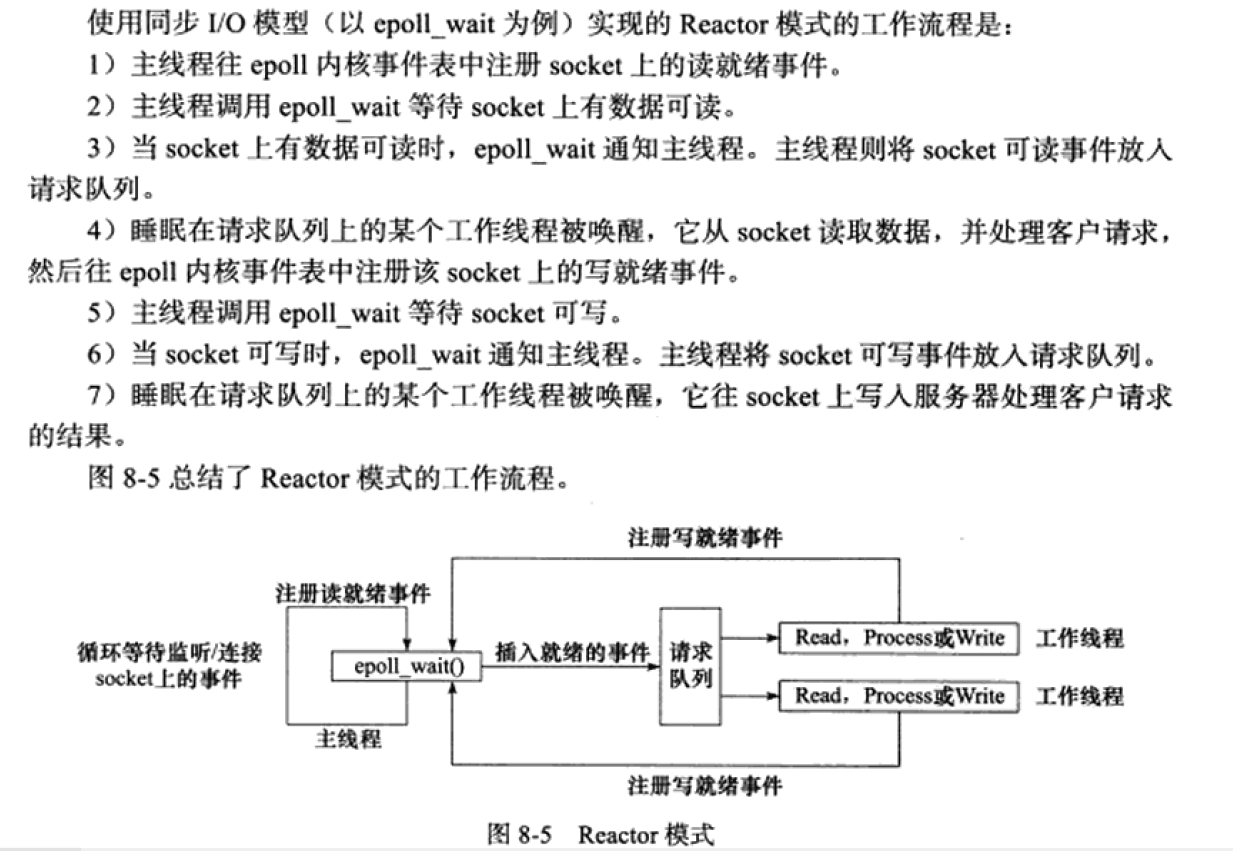 使用同步 I/O 模型（以 epoll_wait 为例）实现的 Reactor 模式的工作流程是：
1）主线程往 epoll 内核事件表中注册 socket 上的读就绪事件。
2）主线程调用 epoll_wait 等待 socket 上有数据可读。
3）当 socket 上有数据可读时，epoll_wait 通知主线程。主线程则将 socket 可读事件放入
请求队列。
4）睡眠在请求队列上的某个工作线程被唤醒，它从 socket 读取数据，并处理客户请求，
然后往 epoll 内核事件表中注册该 socket 上的写就绪事件。
5）主线程调用 epoll_wait 等待 socket 可写。
6）当 socket 可写时，epoll_wait 通知主线程。主线程将 socket 可写事件放入请求队列。
7）睡眠在请求队列上的某个工作线程被唤醒，它往 socket 上写入服务器处理客户请求
的结果。
图 8-5 总结了 Reactor 模式的工作流程。
注册写就绪事件
注册读就绪事件
循环等待监听/连接
socket上的事件
epoll_wait()
插入就绪的事件
请求
队列
Read，Process或Write
工作线程
Read，Process或Write
工作线程
主线程
注册写就绪事件
图 8-5 Reactor 模式